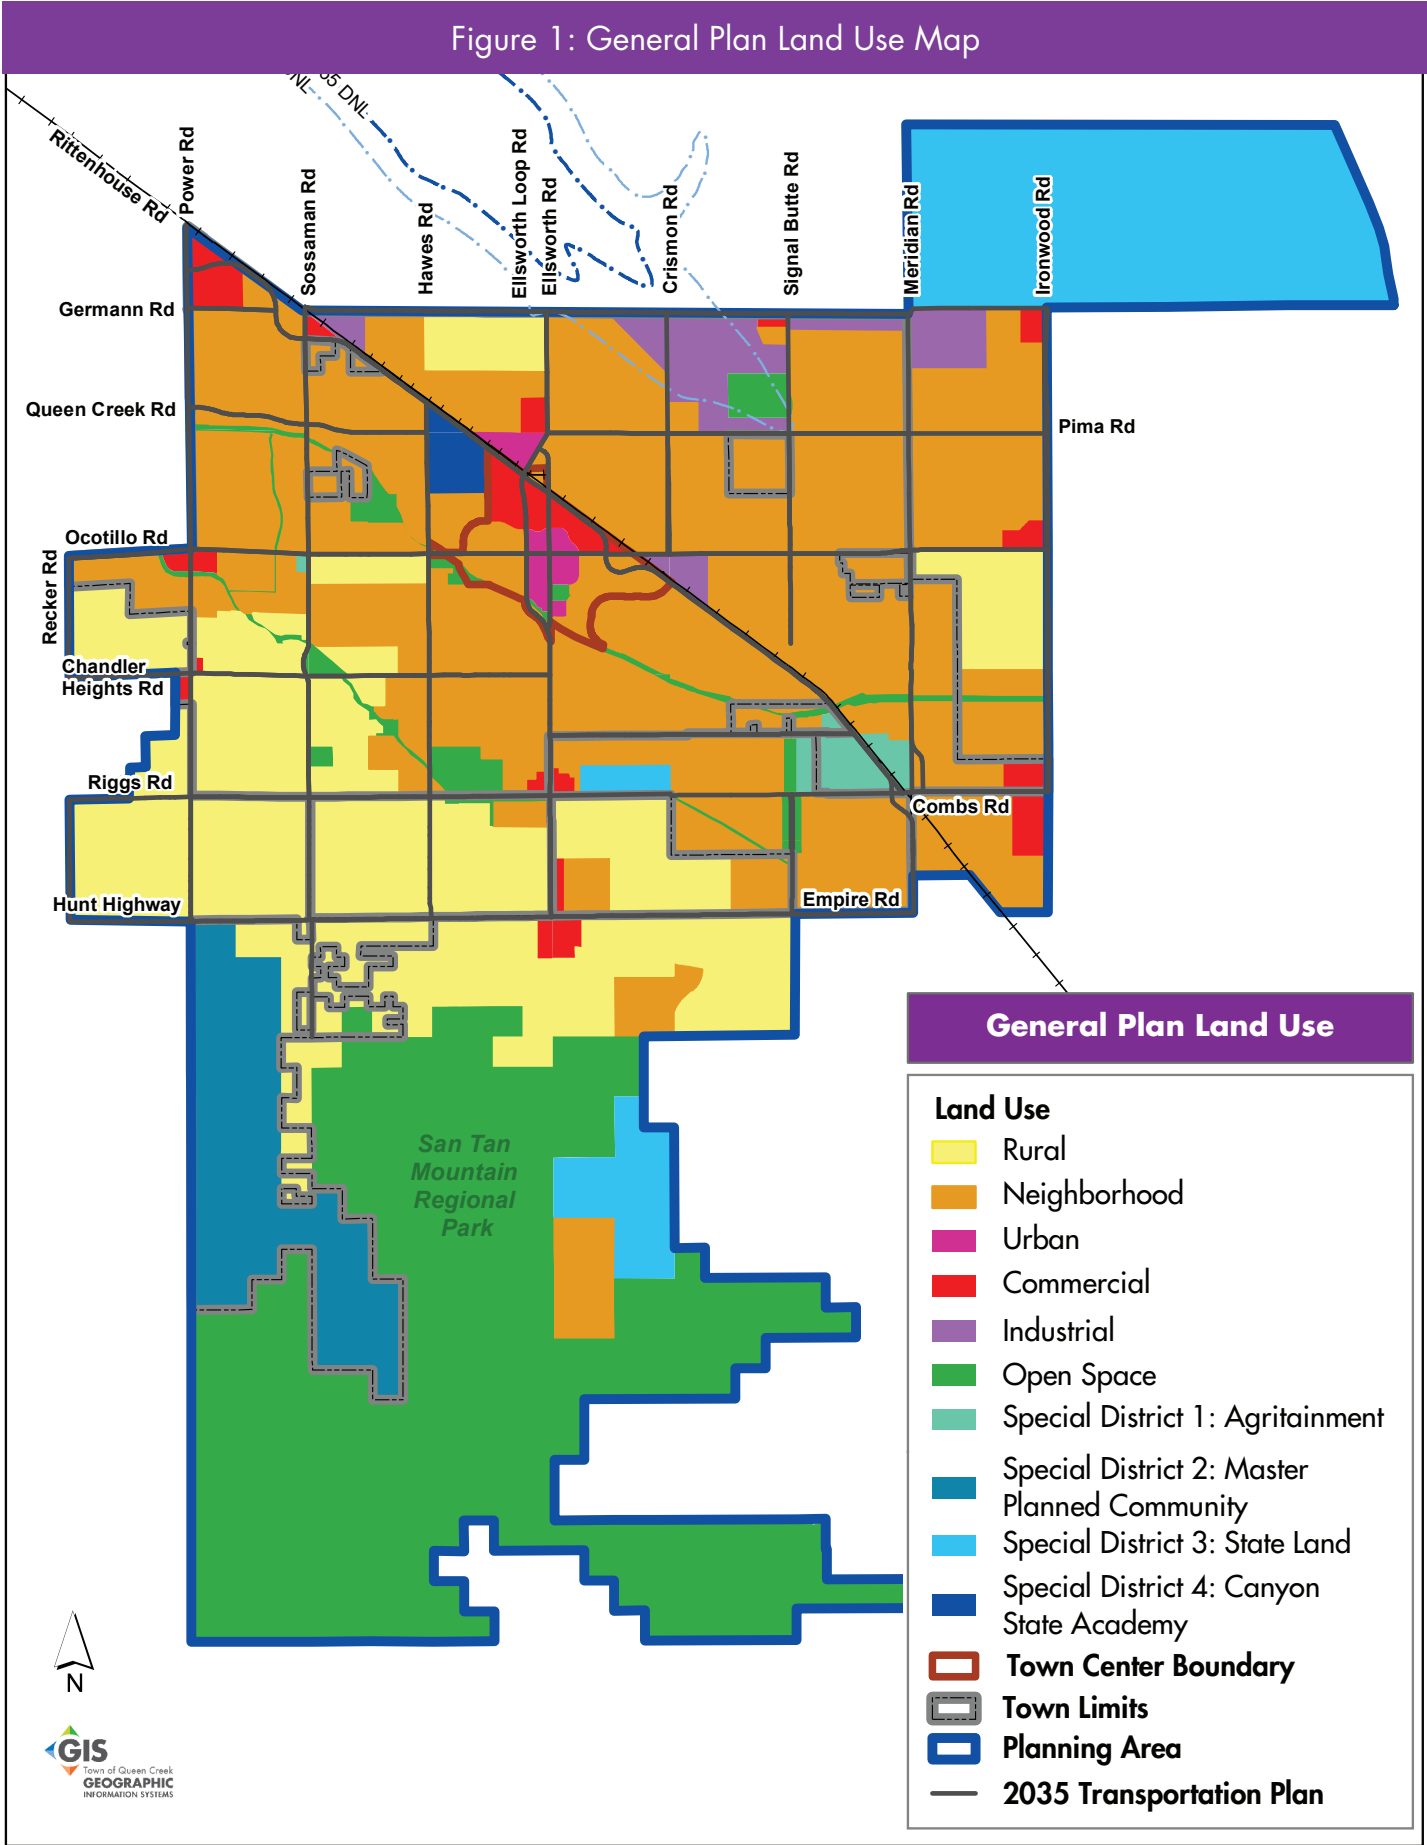 Figure 1: General Plan Land Use Map
65 DNL
DNL
Rittenhouse Rd
Power Rd
Sossaman Rd
Hawes Rd
Ellsworth Loop Rd
Ellsworth Rd
Crismon Rd
Signal Butte Rd
Meridian Rd
Ironwood Rd
Germann Rd
Queen Creek Rd
Pima Rd
Ocotillo Rd
Recker Rd
Chandler
Heights Rd
Riggs Rd
Combs Rd
Hunt Highway
Empire Rd
San Tan
Mountain
Regional
Park
General Plan Land Use
Land Use
Rural
Neighborhood
Urban
Commercial
Industrial
Open Space
Special District 1: Agritainment
Special District 2: Master
Planned Community
Special District 3: State Land
Special District 4: Canyon
State Academy
Town Center Boundary
Town Limits
Planning Area
2035 Transportation Plan
N
GIS
Town of Queen Creek
GEOGRAPHIC
INFORMATION SYSTEMS